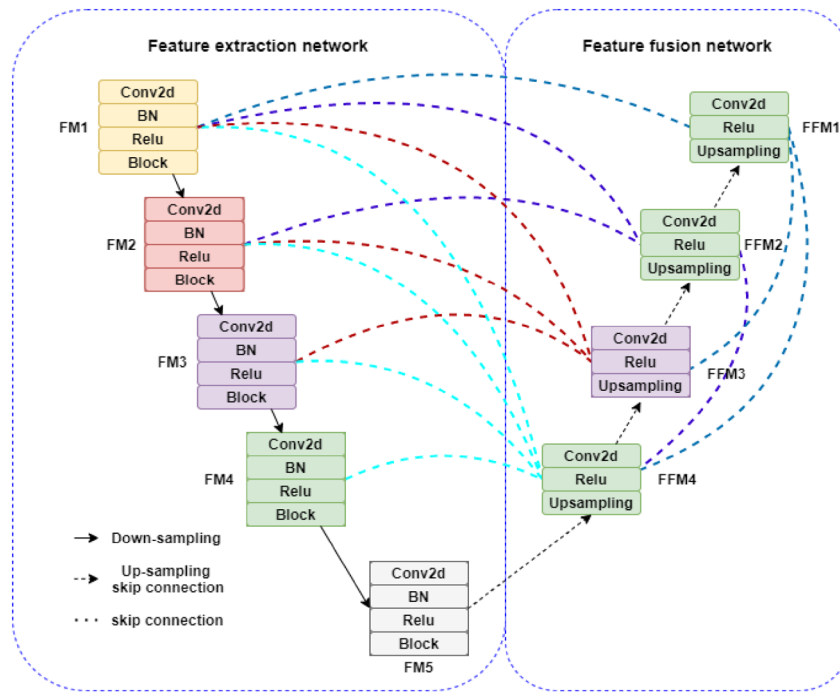 Feature extraction network
Feature fusion network
FM1
Conv2d
BN
Relu
Block
FM2
Conv2d
BN
Relu
Block
FM3
Conv2d
BN
Relu
Block
FM4
Conv2d
BN
Relu
Block
Conv2d
BN
Relu
Block
FM5
Conv2d
Relu
Upsampling
FFM1
Conv2d
Relu
Upsampling
FFM2
Conv2d
Relu
Upsampling
FFM3
Conv2d
Relu
Upsampling
FFM4
Down-sampling
Up-sampling
skip connection
skip connection